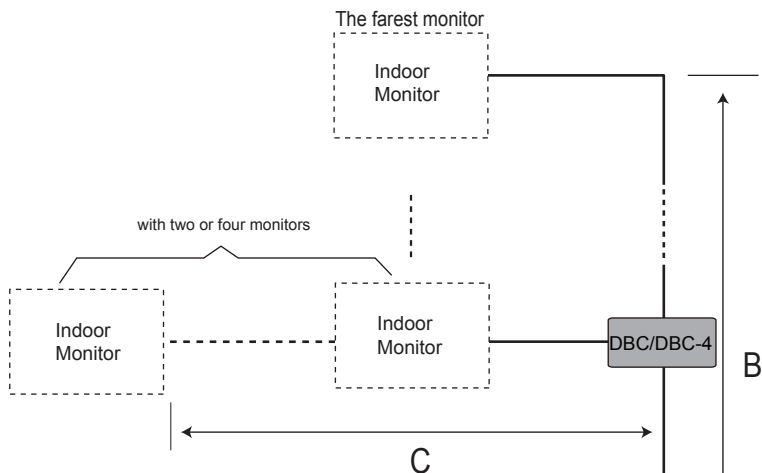 The farest monitor
Indoor
Monitor
with two or four monitors
Indoor
Monitor
Indoor
Monitor
DBC/DBC-4
B
C